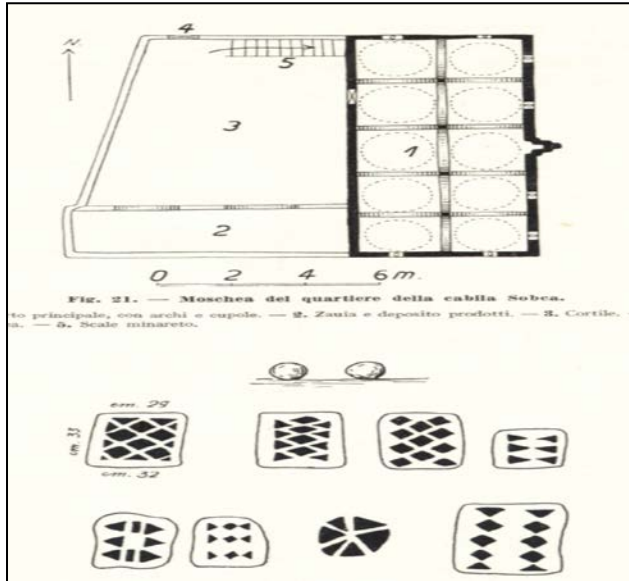 N.
4
5
3
1
2
0 2 4 6 m.
Fig. 21. — Moschea del quartiere della cabila Sobca.
principale, con archi e cupole. — 2. Zauia e deposito prodotti. — 3. Cortile.
5. Scale minareto.
cm. 29
cm. 33
cm. 32